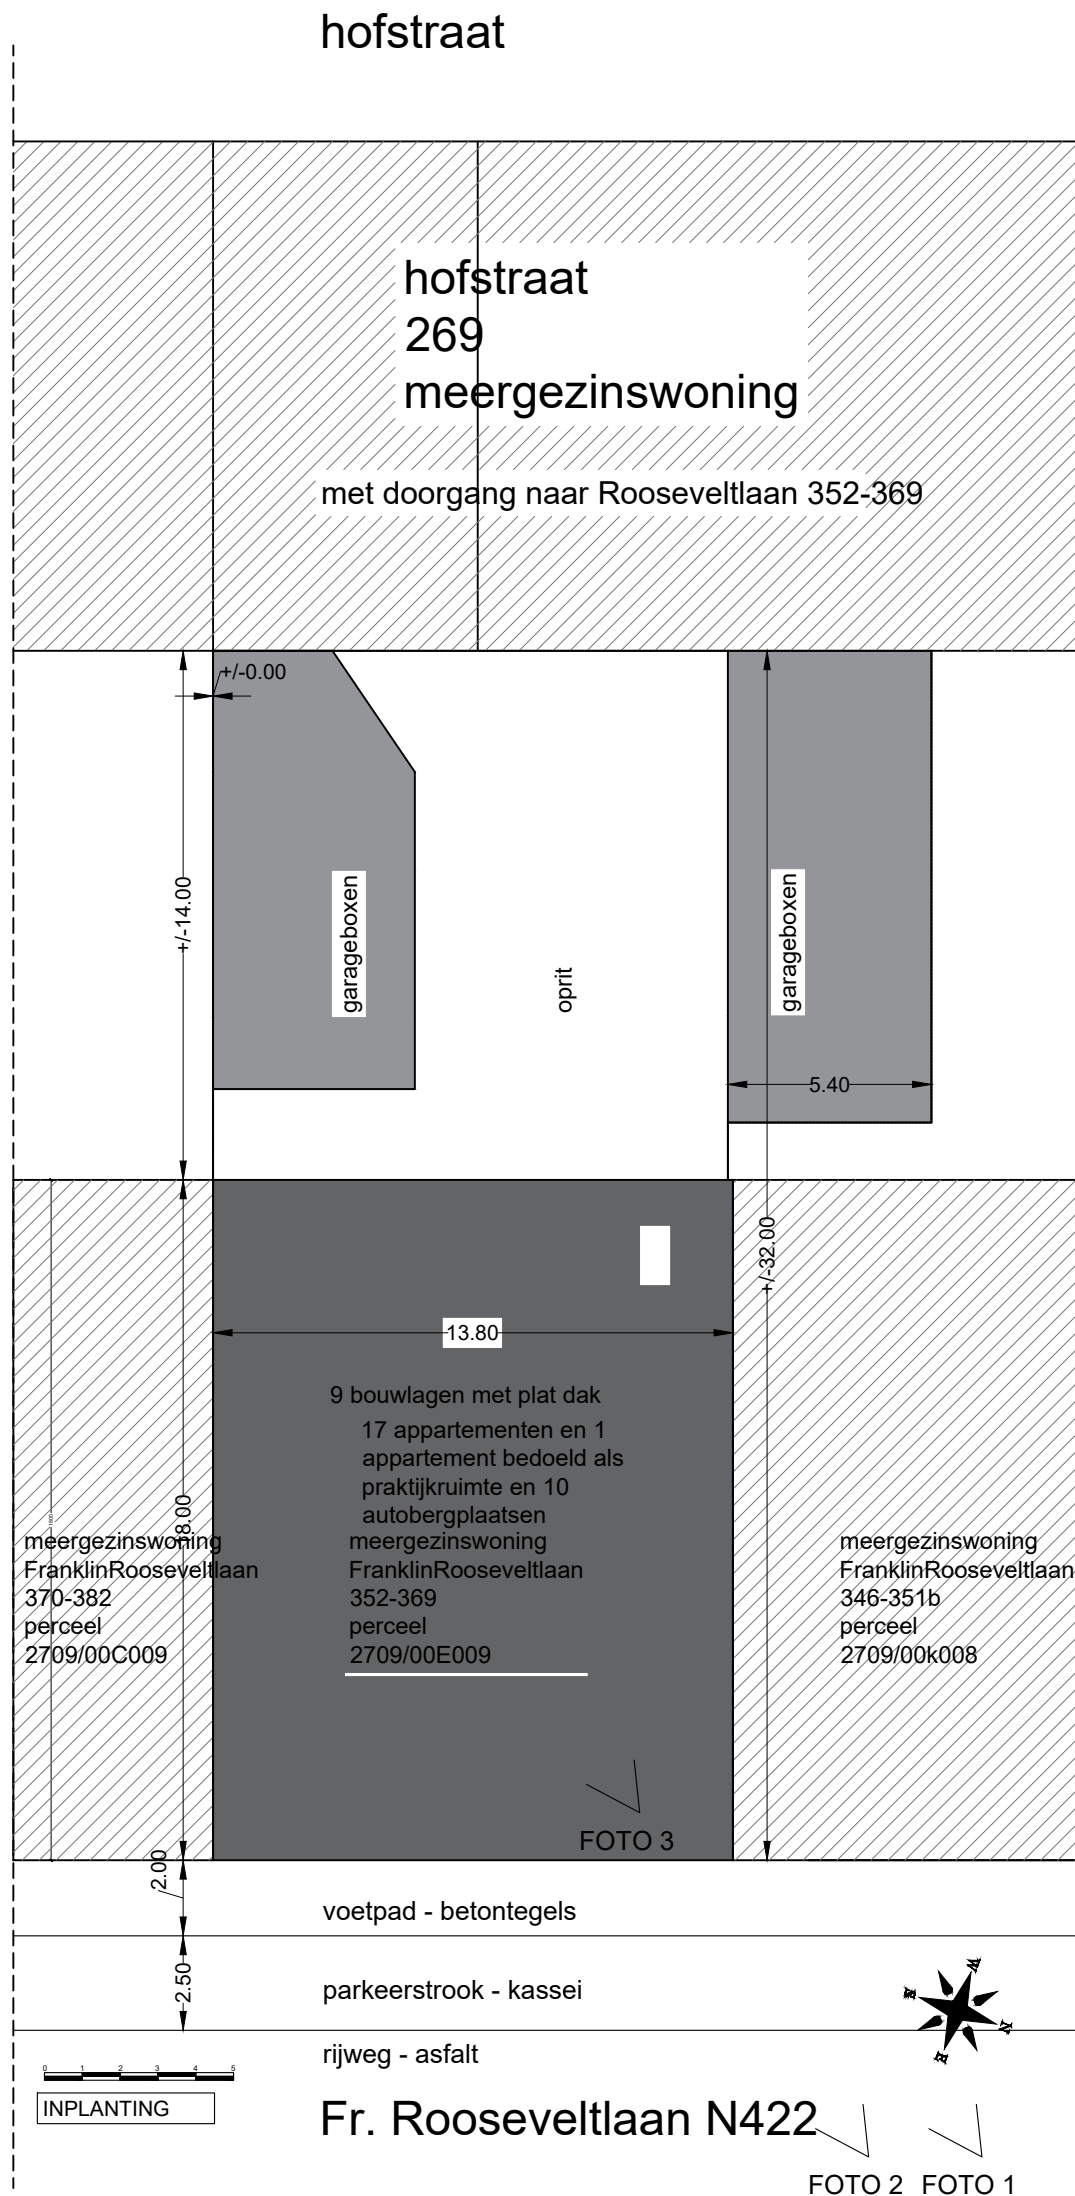 hofstraat
hofstraat
269
meergezinswoning
met doorgang naar Rooseveltlaan 352-369
+/-0.00
+/-14.00
garageboxen
oprit
garageboxen
5.40
+/-32.00
13.80
9 bouwlagen met plat dak
17 appartementen en 1
appartement bedoeld als
praktijkruimte en 10
autobergplaatsen
18.00
meergezinswoning
FranklinRooseveltlaan
370-382
perceel
2709/00C009
meergezinswoning
FranklinRooseveltlaan
352-369
perceel
2709/00E009
meergezinswoning
FranklinRooseveltlaan
346-351b
perceel
2709/00k008
FOTO 3
2.00
voetpad - betontegels
2.50
parkeerstrook - kassei
W
N
rijweg - asfalt
0 1 2 3 4 5
INPLANTING
Fr. Rooseveltlaan N422
FOTO 2 FOTO 1